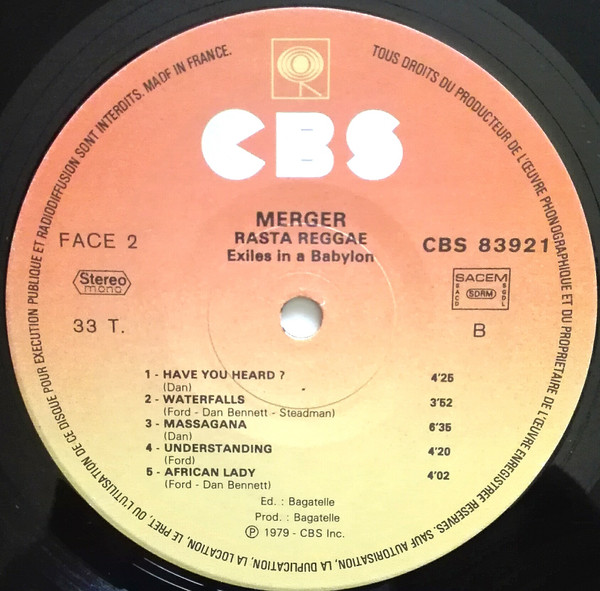 CBS
MERGER
RASTA REGGAE
Exiles in a Babylon
FACE 2
CBS 83921
Stereo
mono
SACEM
SACD
SDRM
SGDL
33 T.
B
1 - HAVE YOU HEARD ? 4'25
(Dan)
2 - WATERFALLS 3'52
(Ford - Dan Bennett - Steadman)
3 - MASSAGANA 6'35
(Dan)
4 - UNDERSTANDING 4'20
(Ford)
5 - AFRICAN LADY 4'02
(Ford - Dan Bennett)
Ed. : Bagatelle
Prod. : Bagatelle
Ⓟ 1979 - CBS Inc.
TOUS DROITS DU PRODUCTEUR DE L'ŒUVRE PHONOGRAPHIQUE ET DU PROPRIETAIRE DE L'ŒUVRE ENREGISTREE RESERVES. SAUF AUTORISATION, LA DUPLICATION, LA LOCATION, LE PRET, OU L'UTILISATION DE CE DISQUE POUR EXECUTION PUBLIQUE ET RADIODIFFUSION SONT INTERDITS. MADE IN FRANCE.